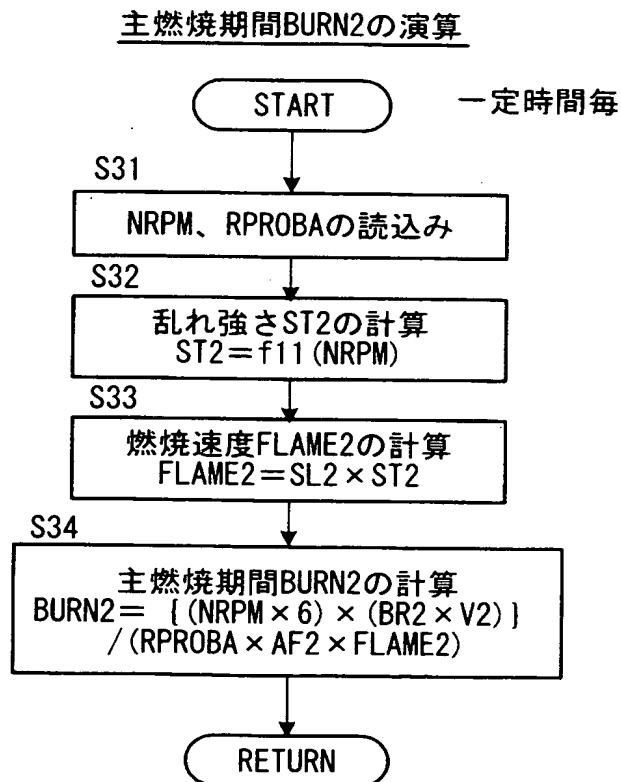 主燃焼期間BURN2の演算
START
一定時間毎
S31
NRPM、RPROBAの読込み
S32
乱れ強さST2の計算
ST2=f11(NRPM)
S33
燃焼速度FLAME2の計算
FLAME2=SL2×ST2
S34
主燃焼期間BURN2の計算
BURN2= {(NRPM×6)×(BR2×V2)}
/(RPROBA×AF2×FLAME2)
RETURN